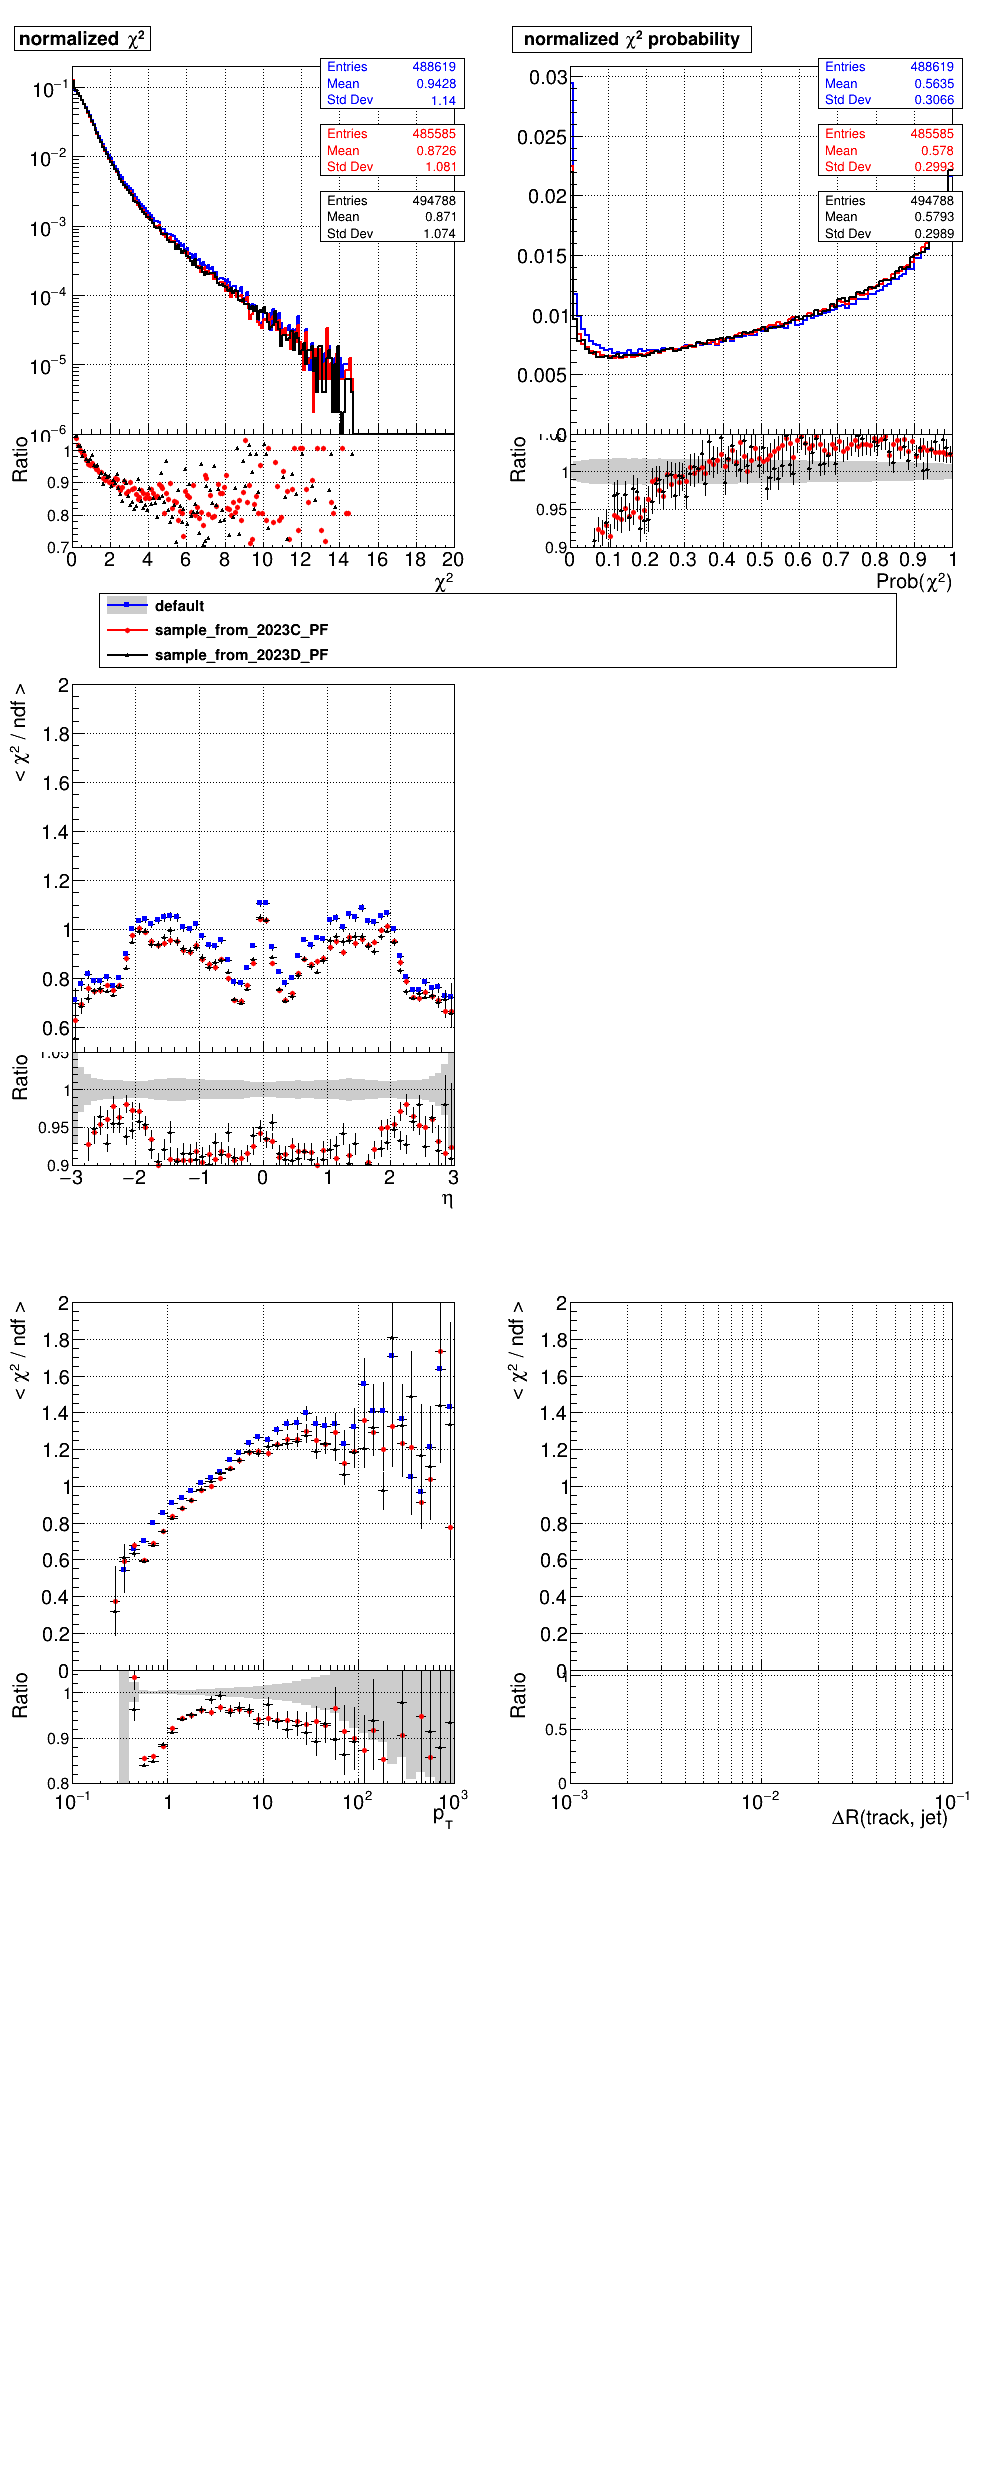 normalized χ²
normalized χ² probability
Entries 488619
Mean 0.9428
Std Dev 1.14
Entries 485585
Mean 0.8726
Std Dev 1.081
Entries 494788
Mean 0.871
Std Dev 1.074
10⁻¹
10⁻²
10⁻³
10⁻⁴
10⁻⁵
10⁻⁶
Ratio
1
0.9
0.8
0.7
0 2 4 6 8 10 12 14 16 18 20
χ²
Entries 488619
Mean 0.5635
Std Dev 0.3066
Entries 485585
Mean 0.578
Std Dev 0.2993
Entries 494788
Mean 0.5793
Std Dev 0.2989
0.03
0.025
0.02
0.015
0.01
0.005
0
Ratio
1.05
1
0.95
0.9
0 0.1 0.2 0.3 0.4 0.5 0.6 0.7 0.8 0.9 1
Prob(χ²)
default
sample_from_2023C_PF
sample_from_2023D_PF
< χ² / ndf >
2
1.8
1.6
1.4
1.2
1
0.8
0.6
Ratio
1.05
1
0.95
0.9
−3 −2 −1 0 1 2 3
η
< χ² / ndf >
2
1.8
1.6
1.4
1.2
1
0.8
0.6
0.4
0.2
0
Ratio
1
0.9
0.8
10⁻¹ 1 10 10² 10³
p_T
< χ² / ndf >
2
1.8
1.6
1.4
1.2
1
0.8
0.6
0.4
0.2
0
Ratio
1
0.5
0
10⁻³ 10⁻² 10⁻¹
ΔR(track, jet)